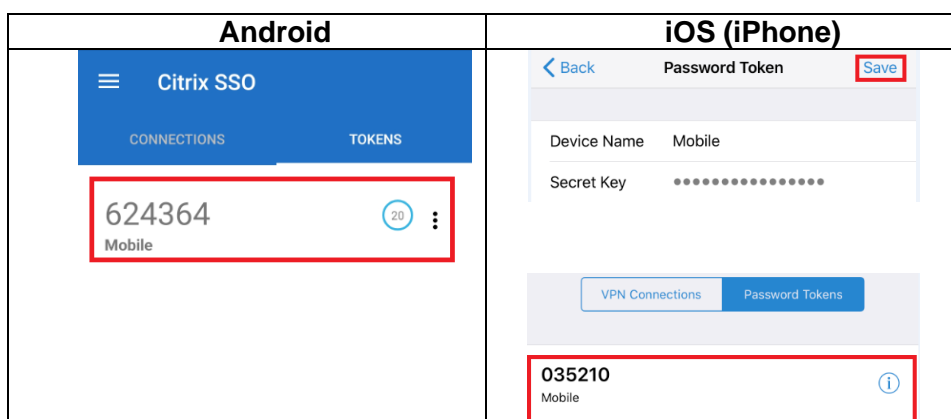 Android
Citrix SSO
CONNECTIONS TOKENS
624364 20
Mobile
iOS (iPhone)
Back Password Token Save
Device Name Mobile
Secret Key ●●●●●●●●●●●●●●●●
VPN Connections Password Tokens
035210
Mobile